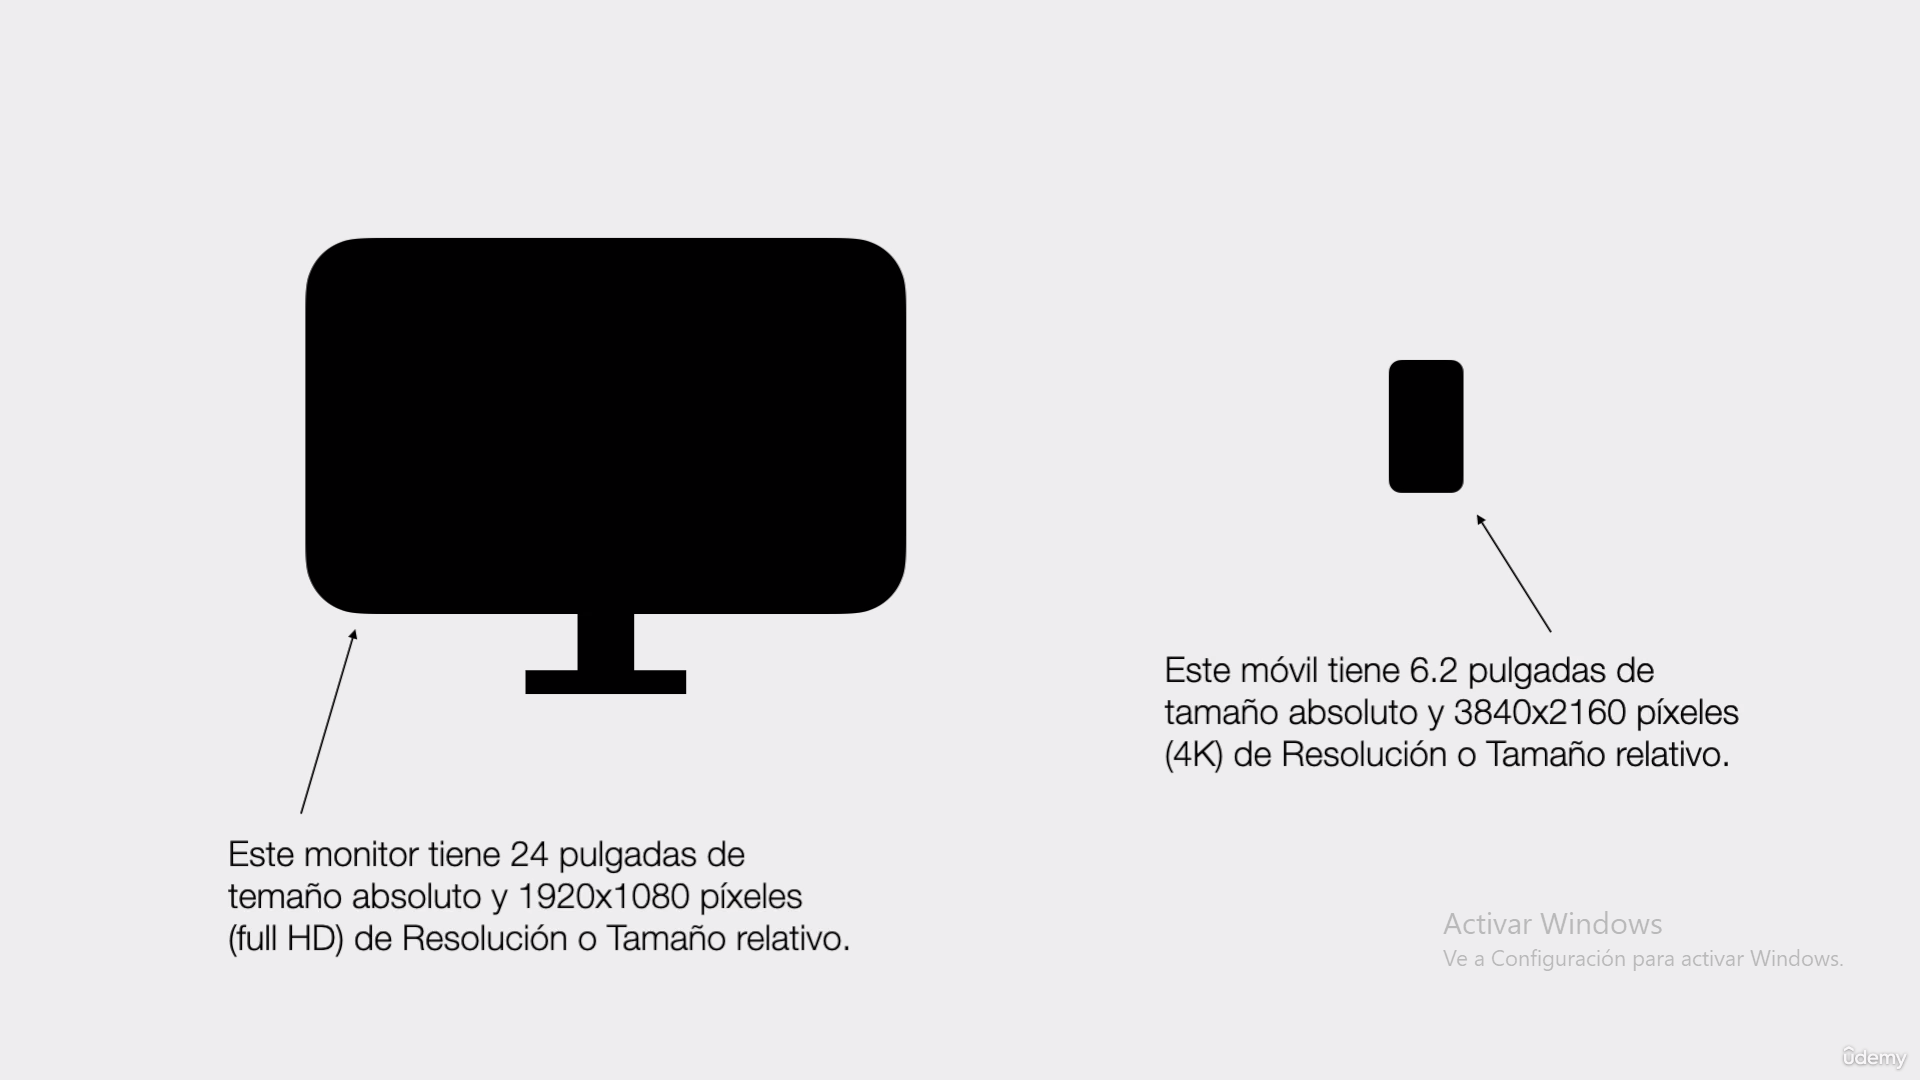 Este móvil tiene 6.2 pulgadas de
tamaño absoluto y 3840x2160 píxeles
(4K) de Resolución o Tamaño relativo.
Este monitor tiene 24 pulgadas de
temaño absoluto y 1920x1080 píxeles
(full HD) de Resolución o Tamaño relativo.
Activar Windows
Ve a Configuración para activar Windows.
ûdemy